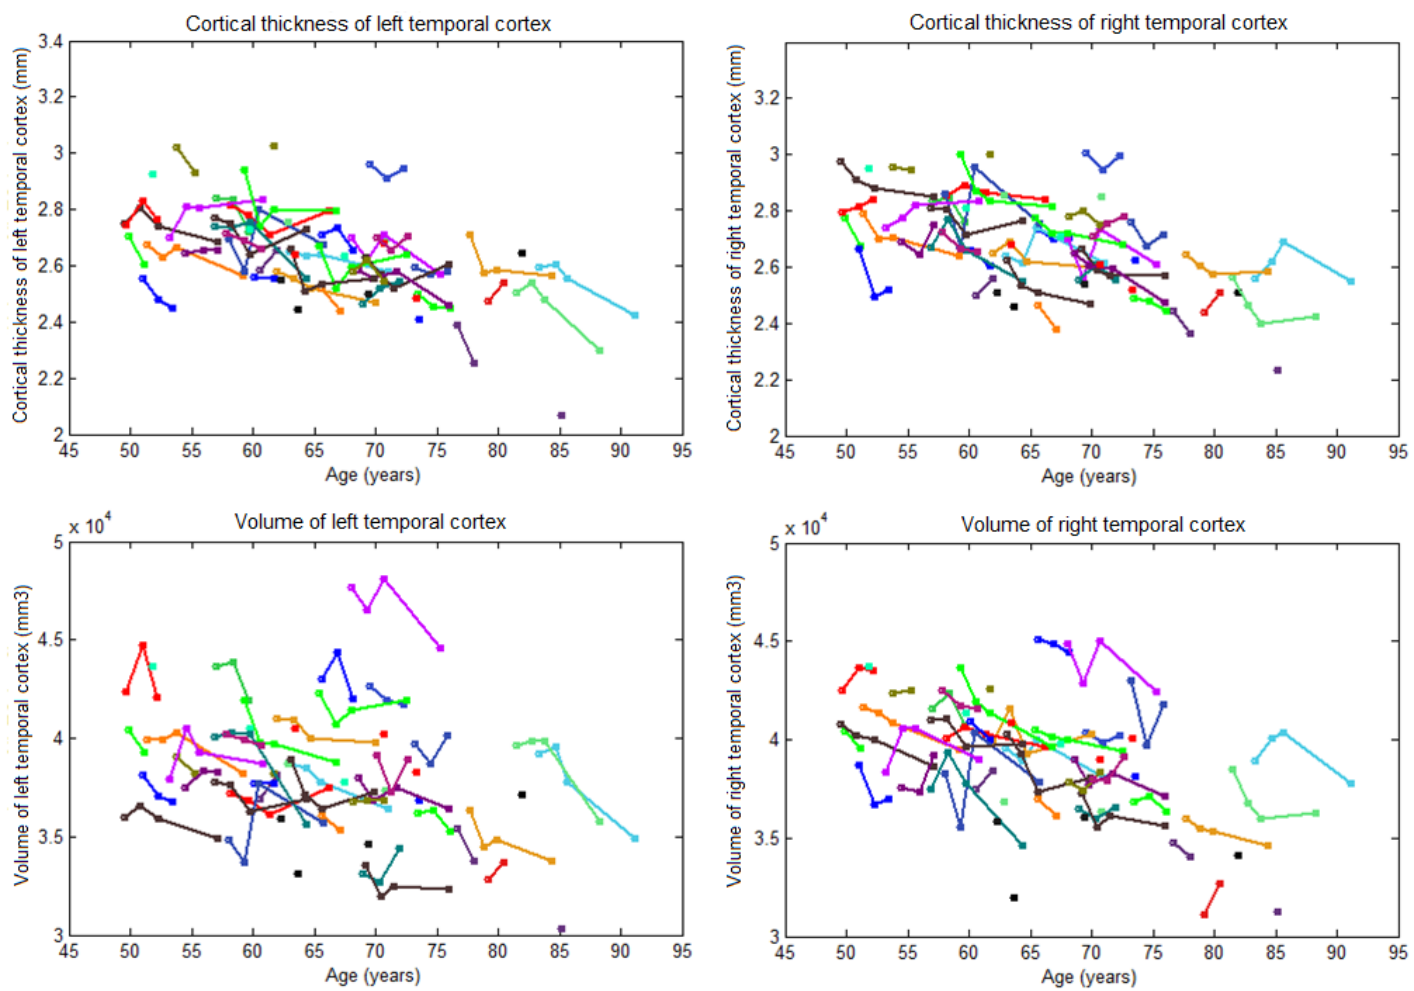 Cortical thickness of left temporal cortex
Cortical thickness of left temporal cortex (mm)
3.4
3.2
3
2.8
2.6
2.4
2.2
2
45 50 55 60 65 70 75 80 85 90 95
Age (years)
Cortical thickness of right temporal cortex
Cortical thickness of right temporal cortex (mm)
3.2
3
2.8
2.6
2.4
2.2
2
45 50 55 60 65 70 75 80 85 90 95
Age (years)
Volume of left temporal cortex
x 10^4
Volume of left temporal cortex (mm3)
5
4.5
4
3.5
3
45 50 55 60 65 70 75 80 85 90 95
Age (years)
Volume of right temporal cortex
x 10^4
Volume of right temporal cortex (mm3)
5
4.5
4
3.5
3
45 50 55 60 65 70 75 80 85 90 95
Age (years)